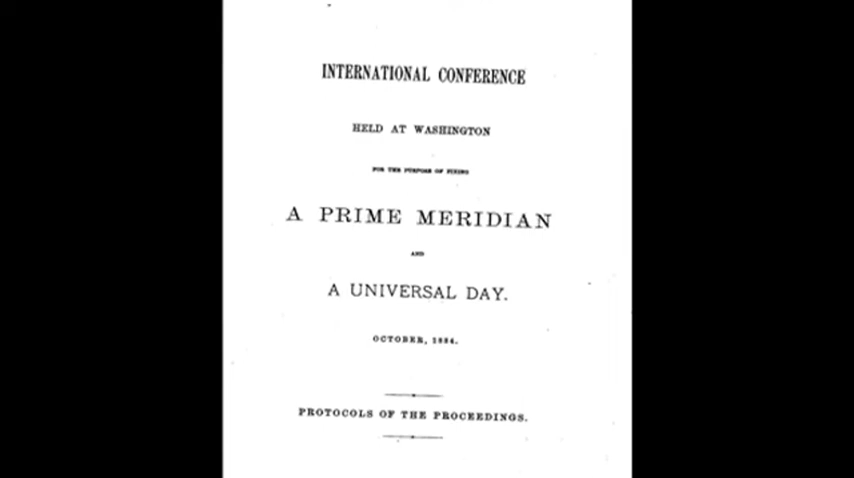 INTERNATIONAL CONFERENCE
HELD AT WASHINGTON
FOR THE PURPOSE OF FIXING
A PRIME MERIDIAN
AND
A UNIVERSAL DAY.
OCTOBER, 1884.
PROTOCOLS OF THE PROCEEDINGS.